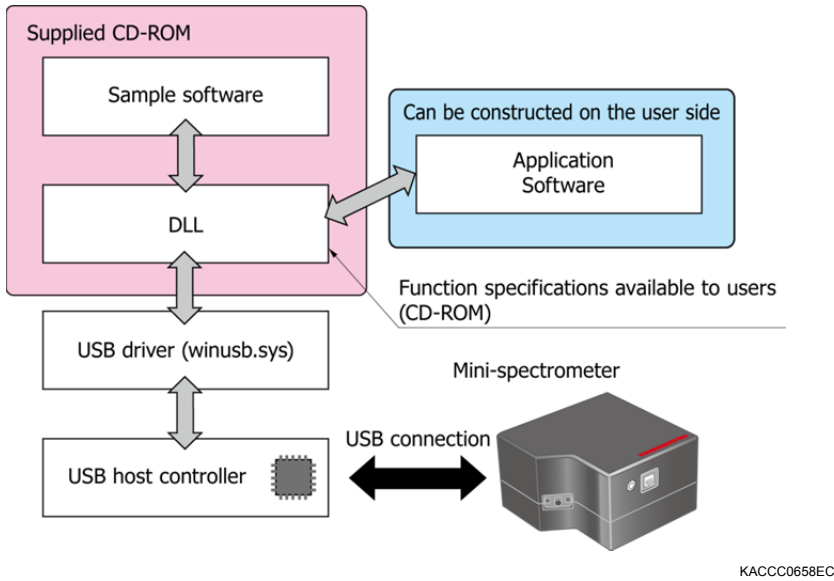 Supplied CD-ROM
Sample software
Can be constructed on the user side
Application
Software
DLL
Function specifications available to users
(CD-ROM)
USB driver (winusb.sys)
Mini-spectrometer
USB connection
USB host controller
KACCC0658EC